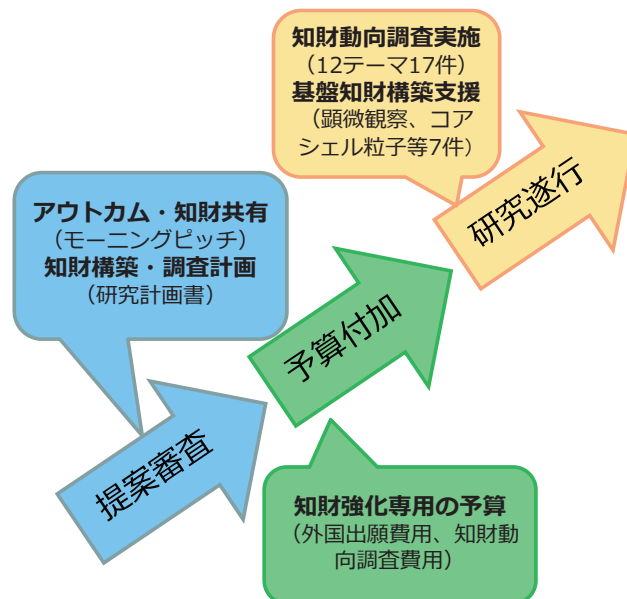 知財動向調査実施
（12テーマ17件）
基盤知財構築支援
（顕微観察、コア
シェル粒子等7件）
研究遂行
アウトカム・知財共有
（モーニングピッチ）
知財構築・調査計画
（研究計画書）
予算付加
提案審査
知財強化専用の予算
（外国出願費用、知財動
向調査費用）